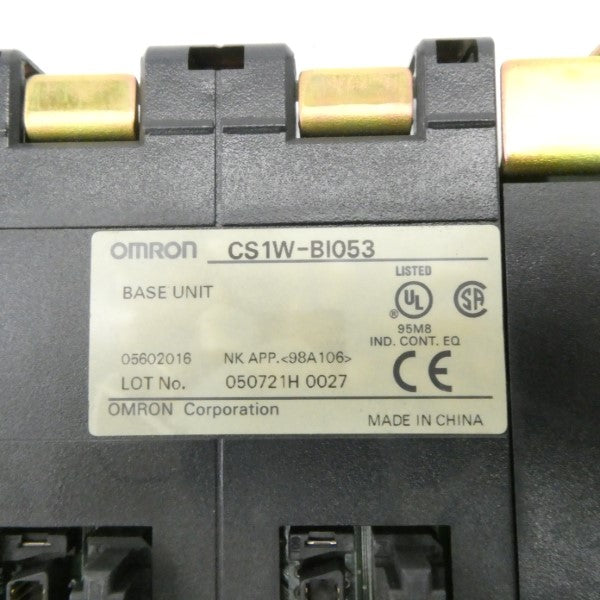 OMRON CS1W-BI053
BASE UNIT
LISTED
UL ® SA
95M8
IND. CONT. EQ
05602016 NK APP.<98A106>
LOT No. 050721H 0027
CE
OMRON Corporation
MADE IN CHINA